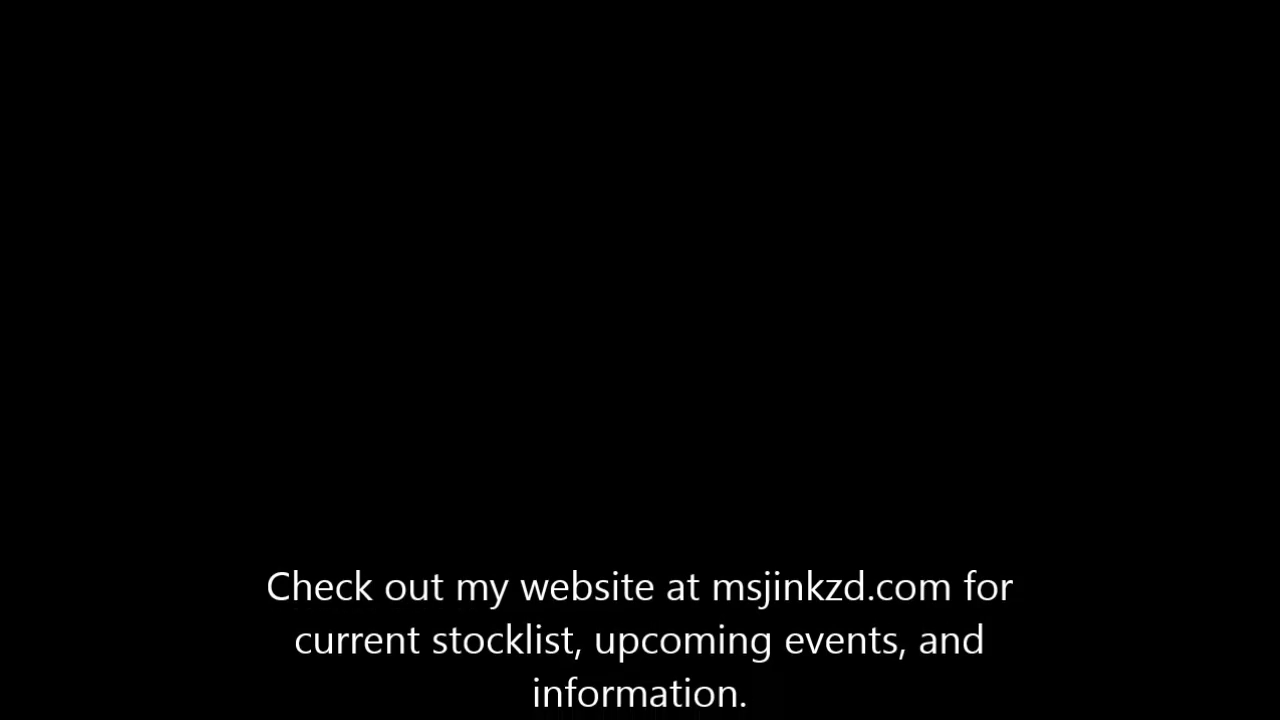 Check out my website at msjinkzd.com for
current stocklist, upcoming events, and
information.